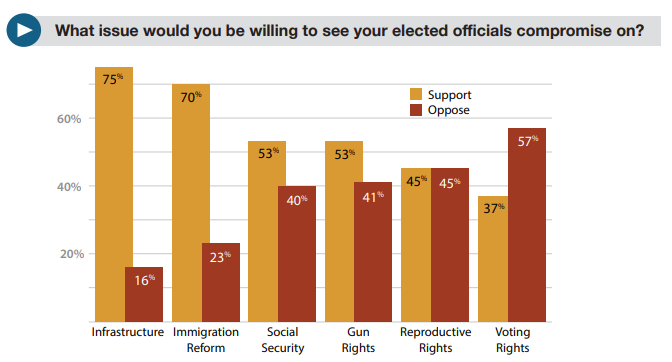 What issue would you be willing to see your elected officials compromise on?
75%
70%
Support
Oppose
60%
57%
53%
53%
45%
45%
40%
40%
41%
37%
23%
20%
16%
Infrastructure
Immigration
Reform
Social
Security
Gun
Rights
Reproductive
Rights
Voting
Rights